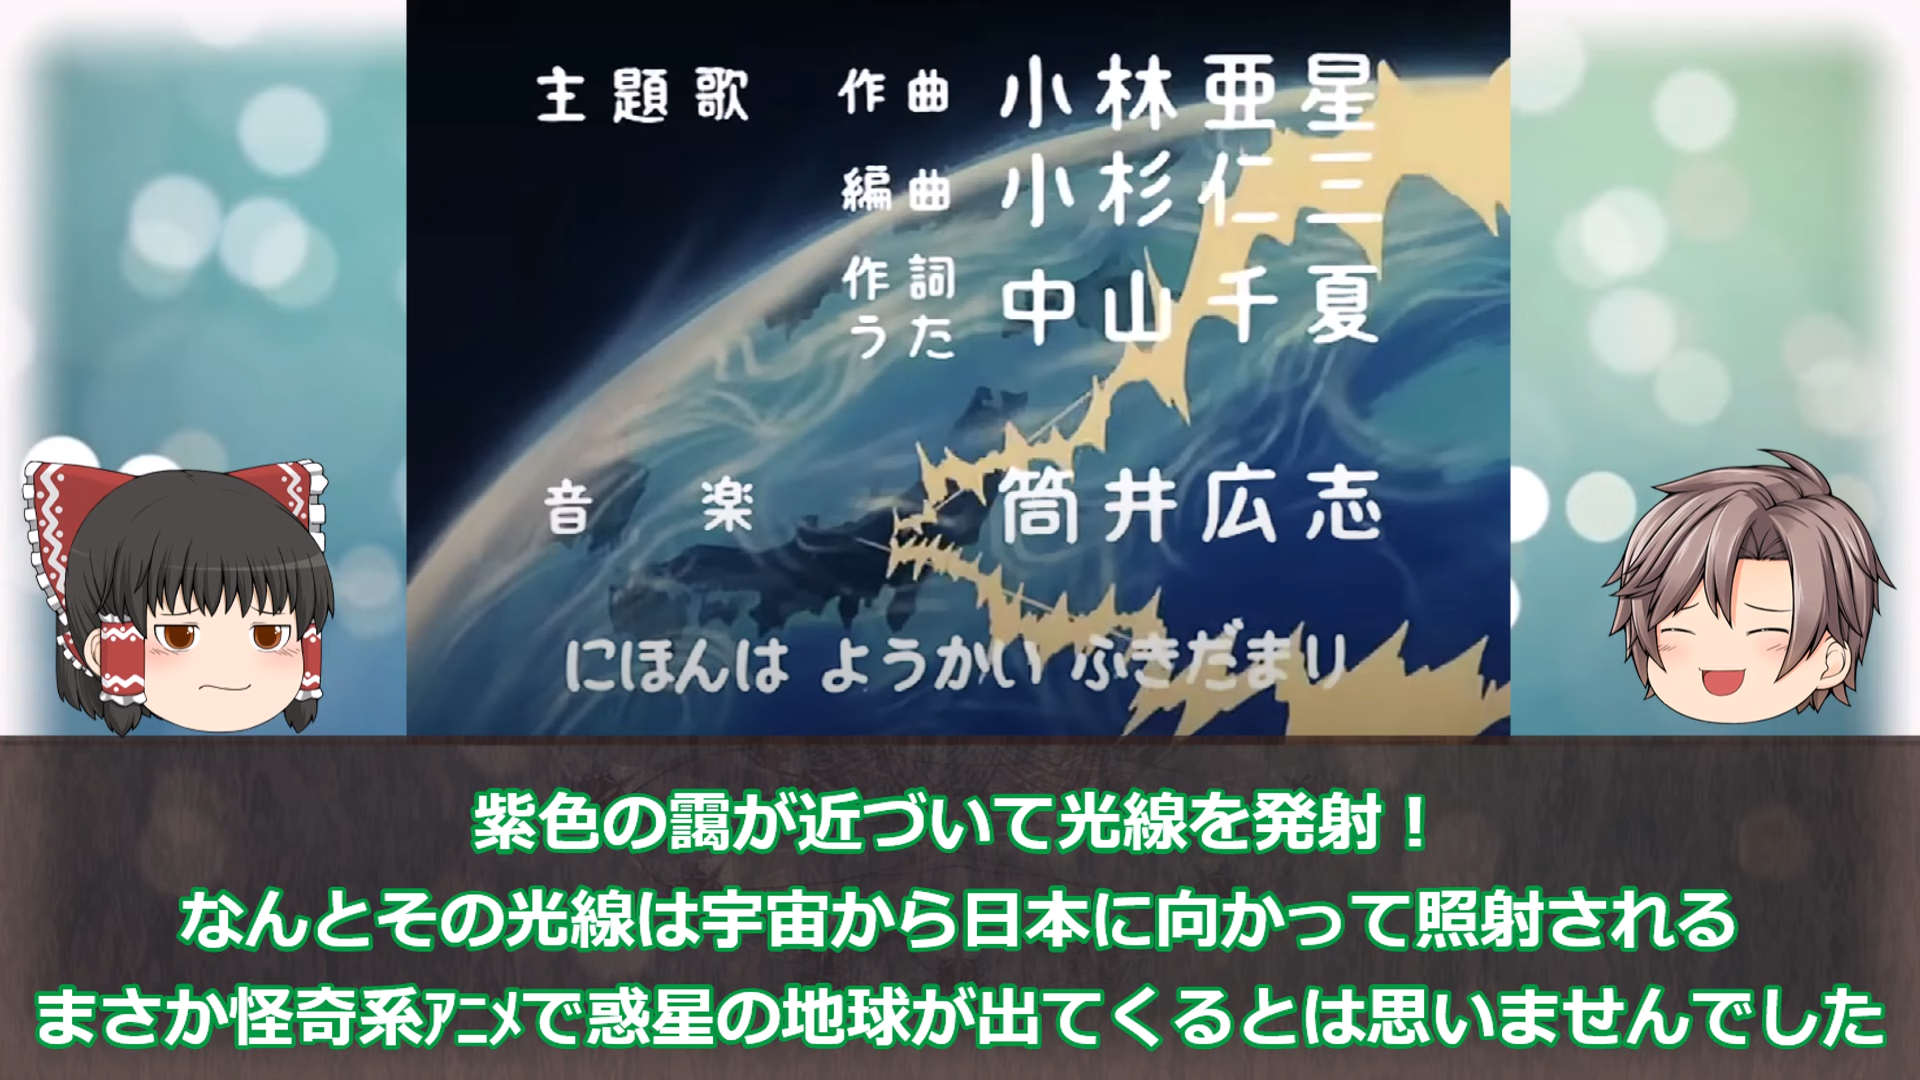 主題歌 作曲 小林亜星
編曲 小杉仁三
作詞 うた 中山千夏
音楽 筒井広志
にほんは ようかい ふきだまり
紫色の靄が近づいて光線を発射！
なんとその光線は宇宙から日本に向かって照射される
まさか怪奇系ｱﾆﾒで惑星の地球が出てくるとは思いませんでした